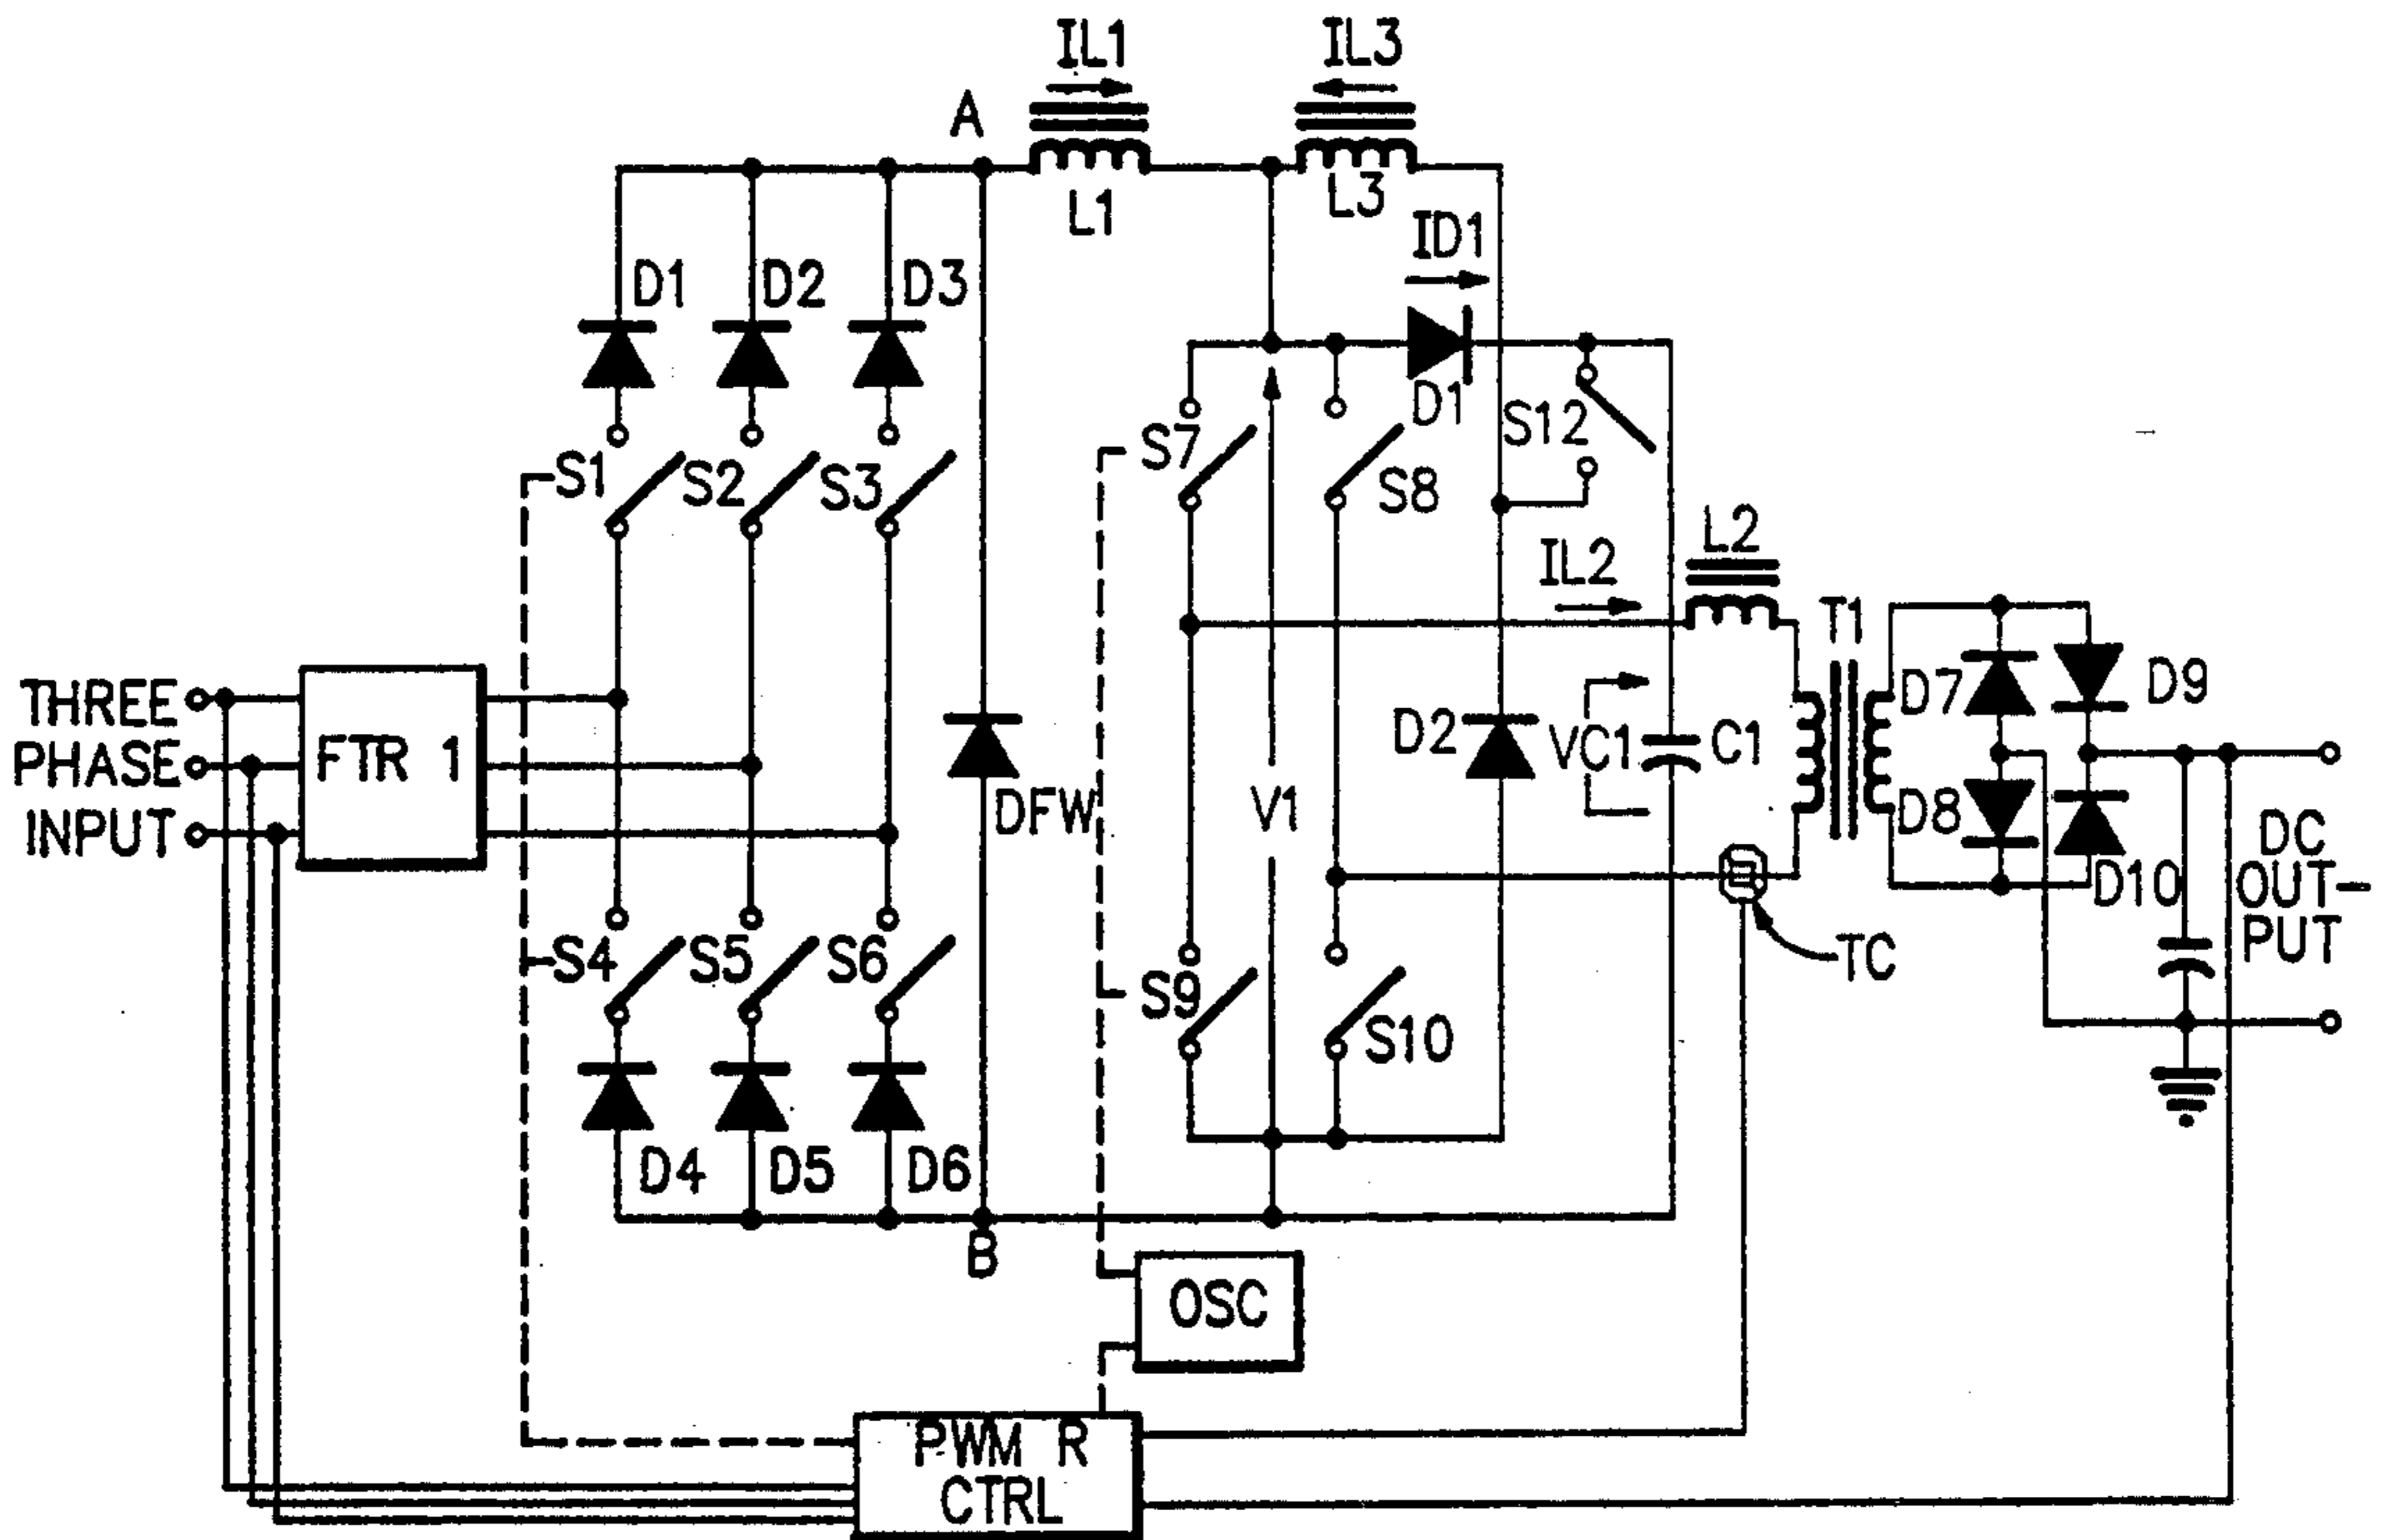 IL1
IL3
A
L1
L3
ID1
D1
D2
D3
D1
S12
S7
S8
S1
S2
S3
L2
IL2
T1
THREE
PHASE
INPUT
FTR 1
DFW
V1
D2
VC1
C1
D7
D9
D8
D10
DC
OUT-
PUT
S4
S5
S6
S9
S10
TC
D4
D5
D6
B
OSC
PWM R
CTRL